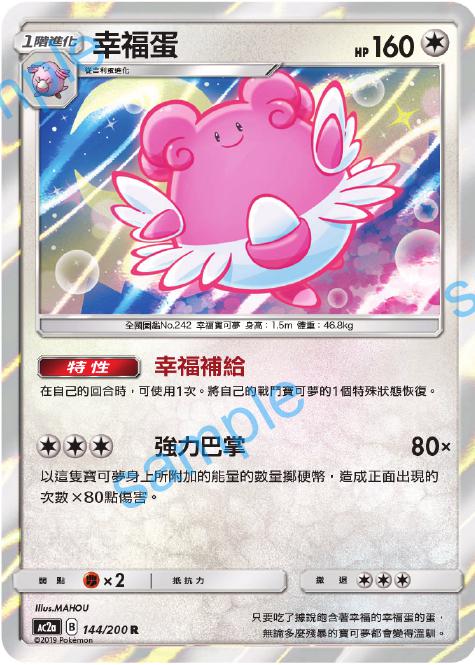 1階進化 幸福蛋 HP 160
從吉利蛋進化
全國圖鑑No.242 幸福寶可夢 身高：1.5m 體重：46.8kg
特性 幸福補給
在自己的回合時，可使用1次。將自己的戰鬥寶可夢的1個特殊狀態恢復。
強力巴掌 80×
以這隻寶可夢身上所附加的能量的數量擲硬幣，造成正面出現的
次數×80點傷害。
sample
弱點 ×2 抵抗力 撤退
Illus.MAHOU
AC2a B 144/200 R
©2019 Pokémon
只要吃了據說飽含著幸福的幸福蛋的蛋，
無論多麼殘暴的寶可夢都會變得溫馴。